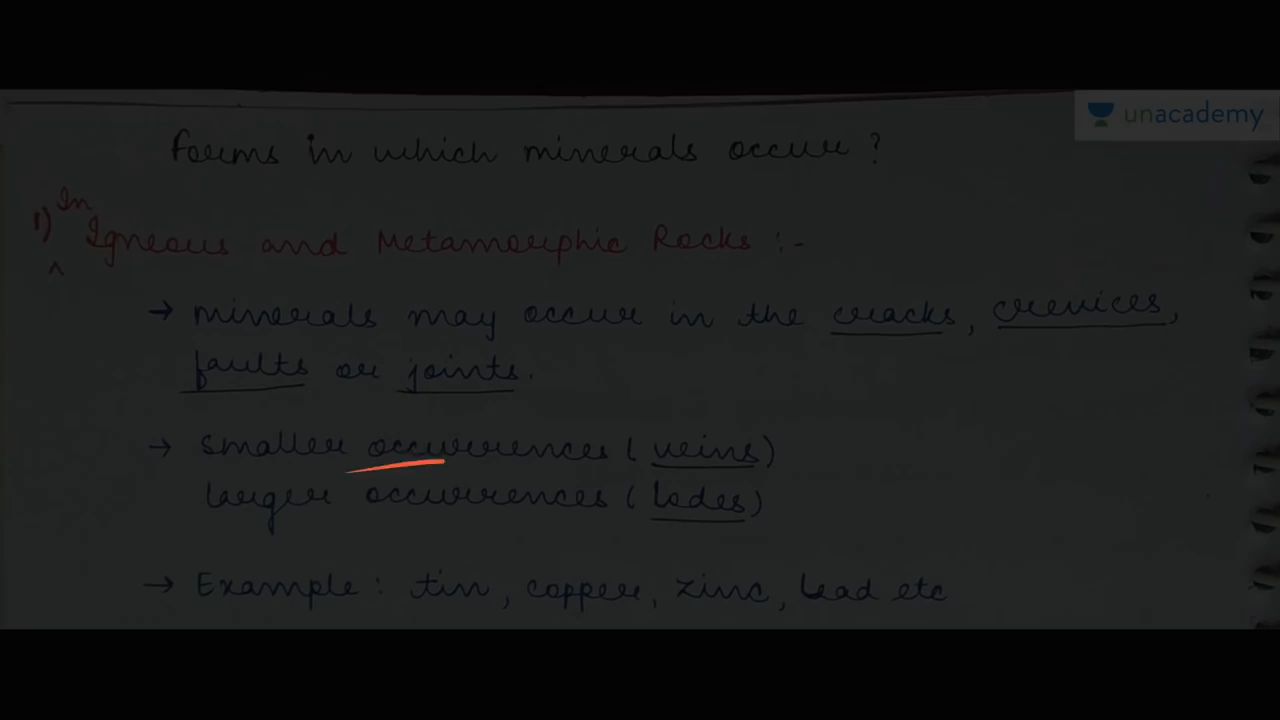 unacademy
Forms in which minerals occur?
1) In Igneous and Metamorphic Rocks :-
→ minerals may occur in the cracks, crevices,
faults or joints.
→ smaller occurrences (veins)
larger occurrences (lodes)
→ Example: tin, copper, zinc, lead etc